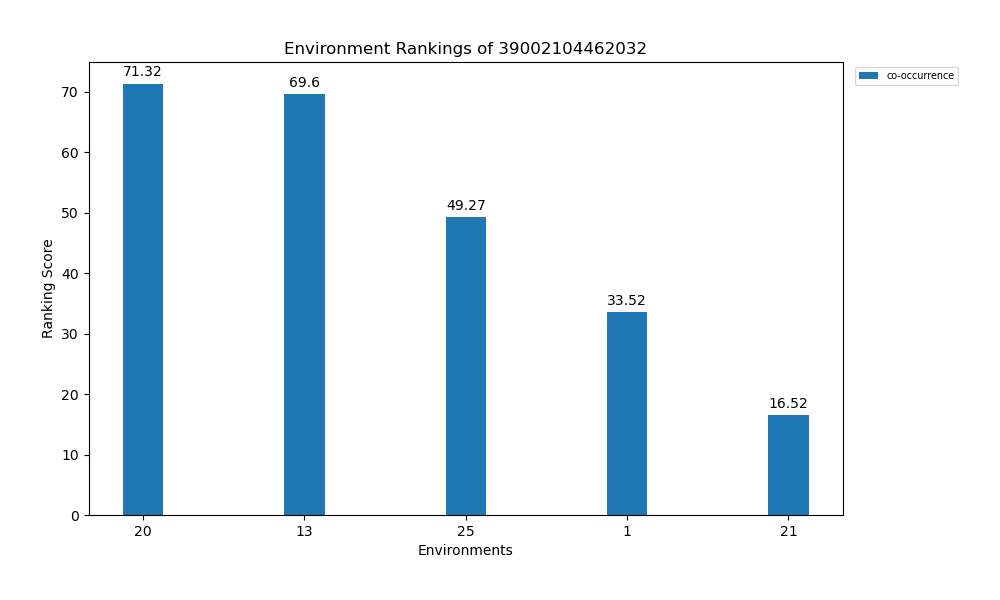 Environment Rankings of 39002104462032
co-occurrence
71.32
69.6
49.27
33.52
16.52
70
60
50
40
30
20
10
0
Ranking Score
20 13 25 1 21
Environments